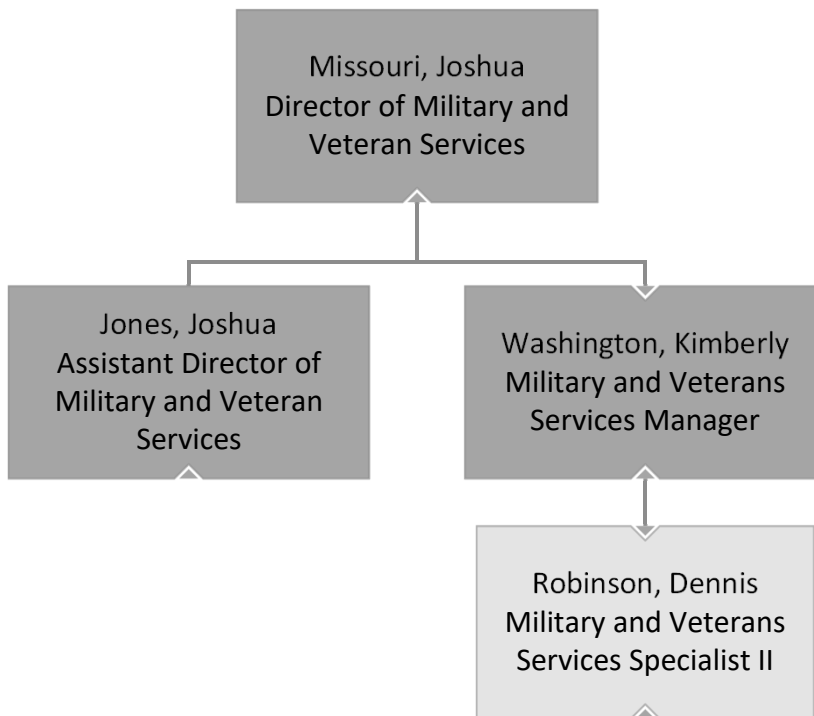 Missouri, Joshua
Director of Military and
Veteran Services
Jones, Joshua
Assistant Director of
Military and Veteran
Services
Washington, Kimberly
Military and Veterans
Services Manager
Robinson, Dennis
Military and Veterans
Services Specialist II